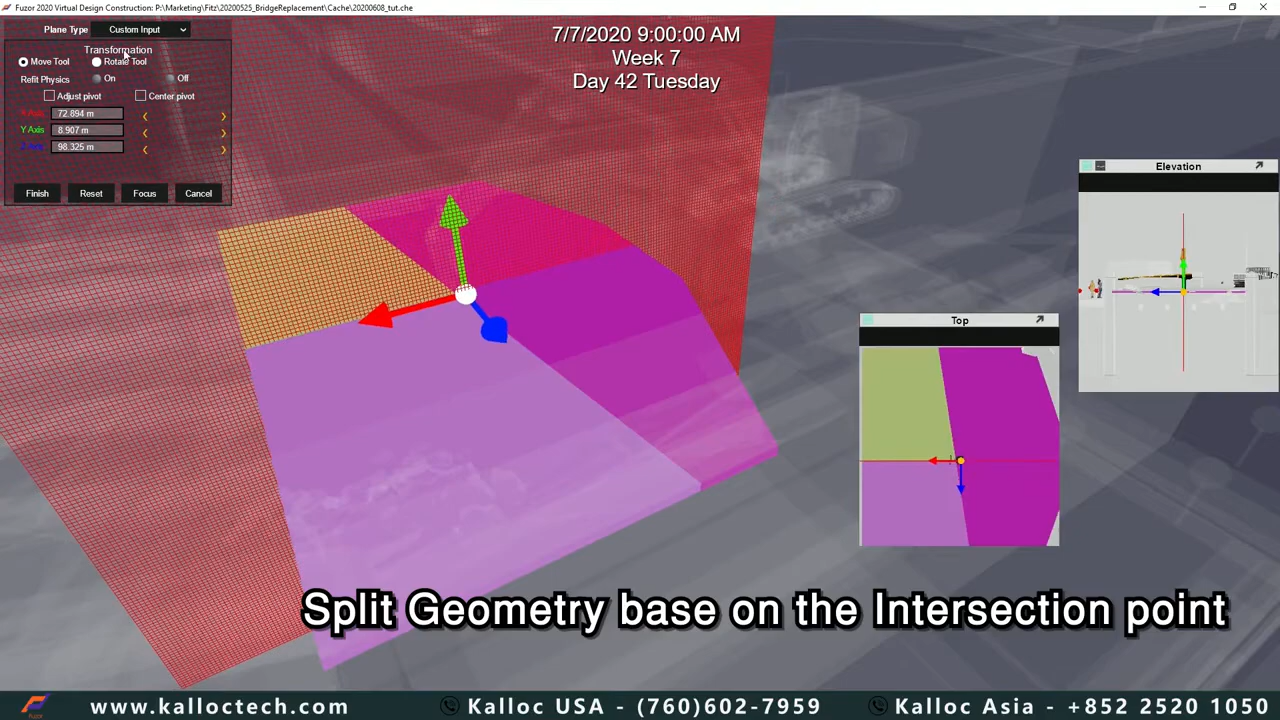 Fuzor 2020 Virtual Design Construction: P:\Marketing\Fitz\20200525_BridgeReplacement\Cache\20200608_tut.che
Plane Type Custom Input
Transformation
Move Tool Rotate Tool
Refit Physics On Off
Adjust pivot Center pivot
X Axis 72.894 m
Y Axis 8.907 m
Z Axis 98.325 m
Finish Reset Focus Cancel
7/7/2020 9:00:00 AM
Week 7
Day 42 Tuesday
Elevation
Top
Split Geometry base on the Intersection point
Fuzor
www.kalloctech.com Kalloc USA - (760)602-7959 Kalloc Asia - +852 2520 1050